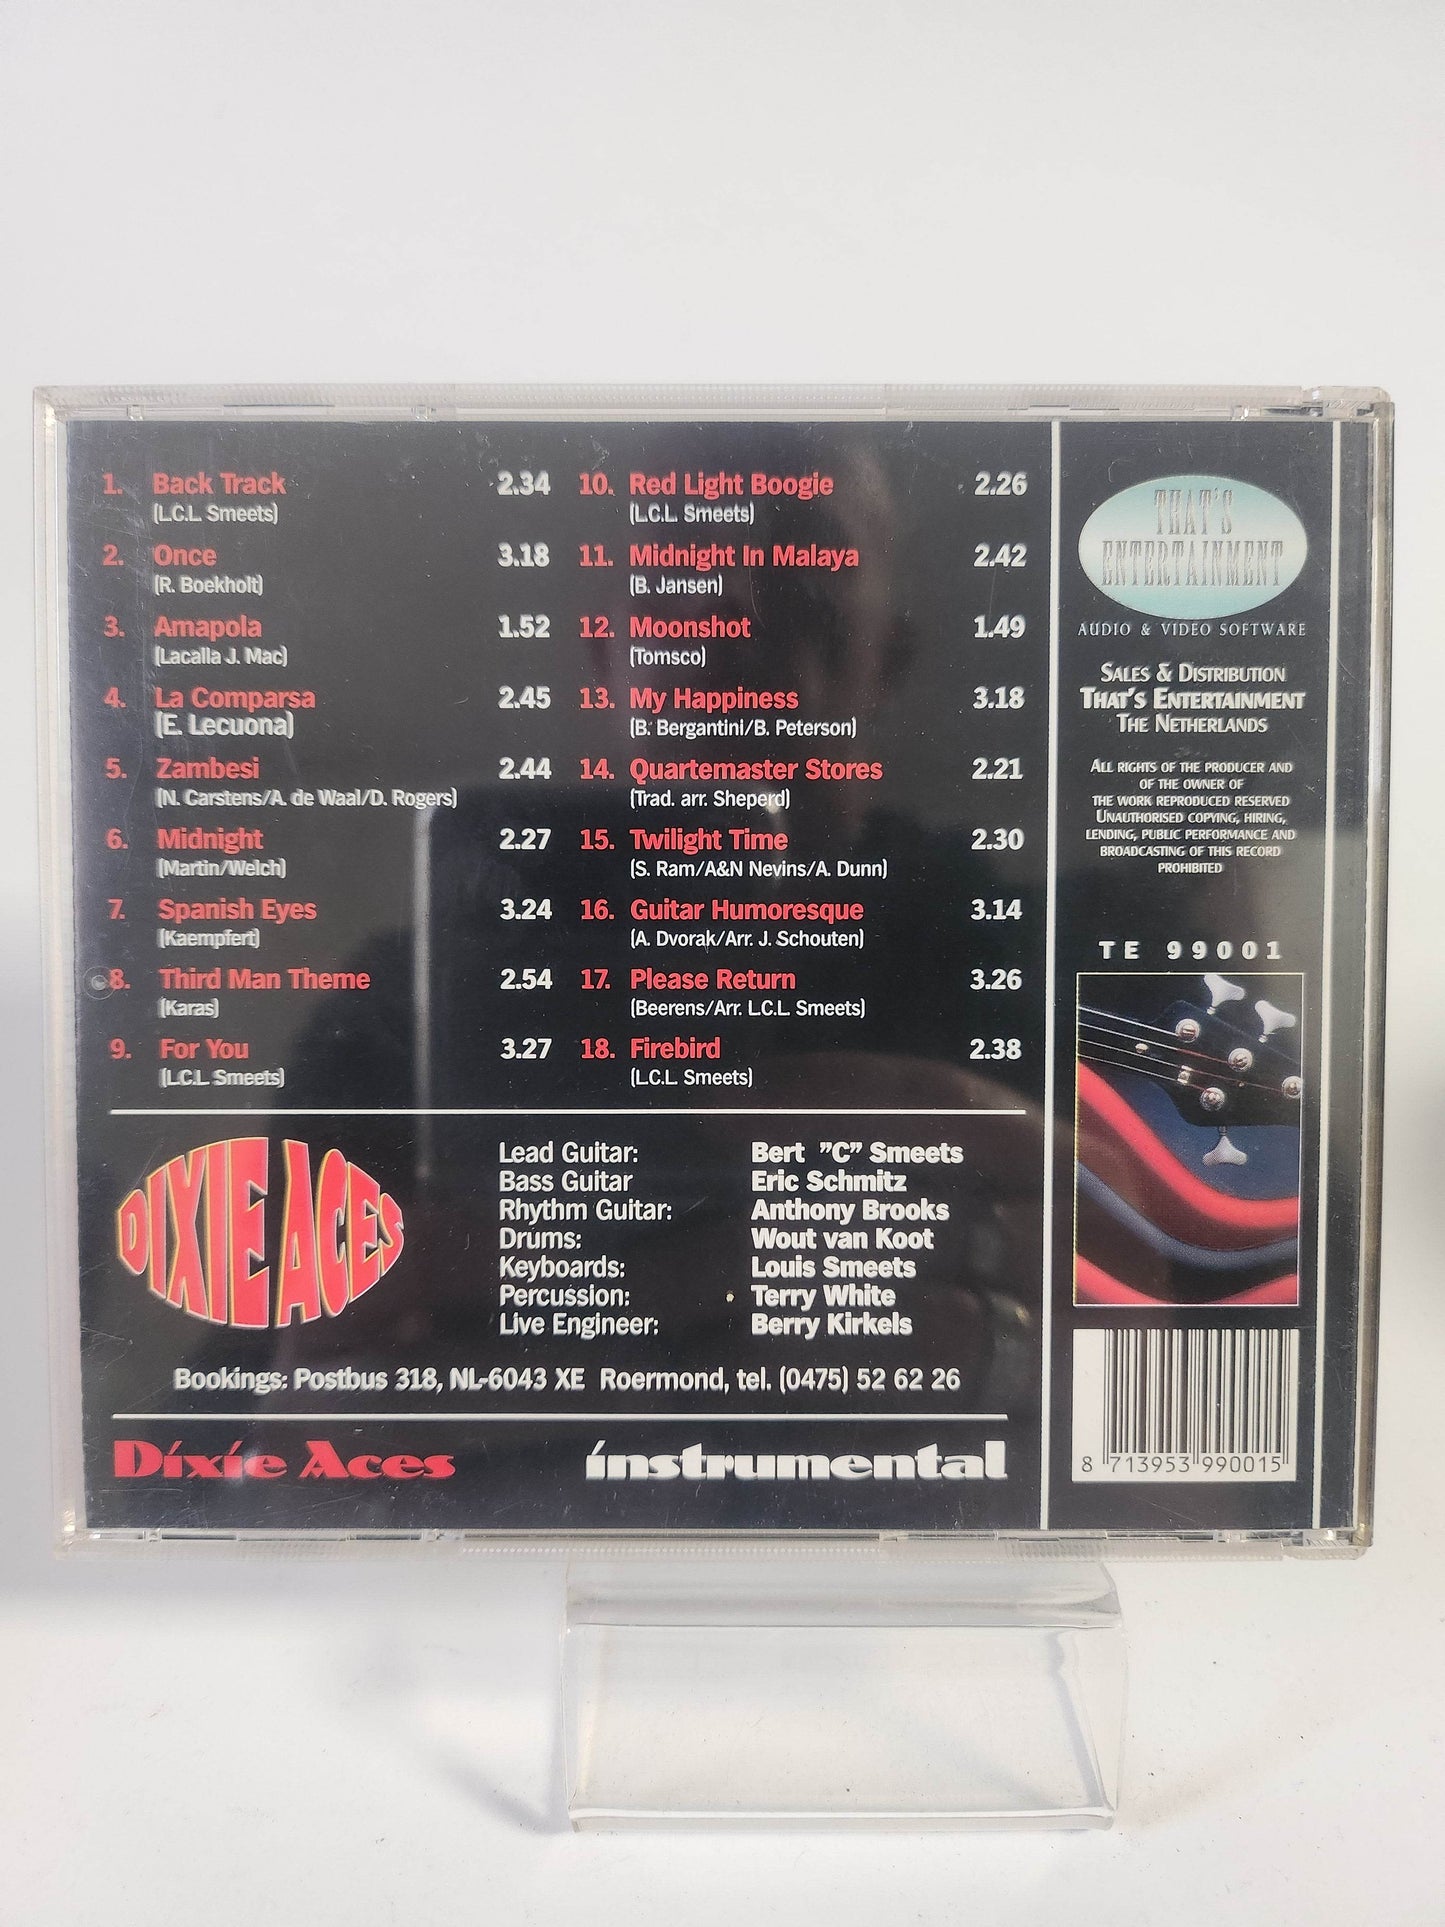 1. Back Track 2.34
(L.C.L. Smeets)
2. Once 3.18
(R. Boekholt)
3. Amapola 1.52
(Lacalla J. Mac)
4. La Comparsa 2.45
(E. Lecuona)
5. Zambesi 2.44
(N. Carstens/A. de Waal/D. Rogers)
6. Midnight 2.27
(Martin/Welch)
7. Spanish Eyes 3.24
(Kaempfert)
8. Third Man Theme 2.54
(Karas)
9. For You 3.27
(L.C.L. Smeets)
10. Red Light Boogie 2.26
(L.C.L. Smeets)
11. Midnight In Malaya 2.42
(B. Jansen)
12. Moonshot 1.49
(Tomsco)
13. My Happiness 3.18
(B. Bergantini/B. Peterson)
14. Quartemaster Stores 2.21
(Trad. arr. Sheperd)
15. Twilight Time 2.30
(S. Ram/A&N Nevins/A. Dunn)
16. Guitar Humoresque 3.14
(A. Dvorak/Arr. J. Schouten)
17. Please Return 3.26
(Beerens/Arr. L.C.L. Smeets)
18. Firebird 2.38
(L.C.L. Smeets)
DIXIE ACES
Lead Guitar: Bert "C" Smeets
Bass Guitar Eric Schmitz
Rhythm Guitar: Anthony Brooks
Drums: Wout van Koot
Keyboards: Louis Smeets
Percussion: Terry White
Live Engineer: Berry Kirkels
Bookings: Postbus 318, NL-6043 XE Roermond, tel. (0475) 52 62 26
Dixie Aces instrumental
THAT'S
ENTERTAINMENT
AUDIO & VIDEO SOFTWARE
SALES & DISTRIBUTION
THAT'S ENTERTAINMENT
THE NETHERLANDS
ALL RIGHTS OF THE PRODUCER AND
OF THE OWNER OF
THE WORK REPRODUCED RESERVED
UNAUTHORISED COPYING, HIRING,
LENDING, PUBLIC PERFORMANCE AND
BROADCASTING OF THIS RECORD
PROHIBITED
TE 99001
8 713953 990015